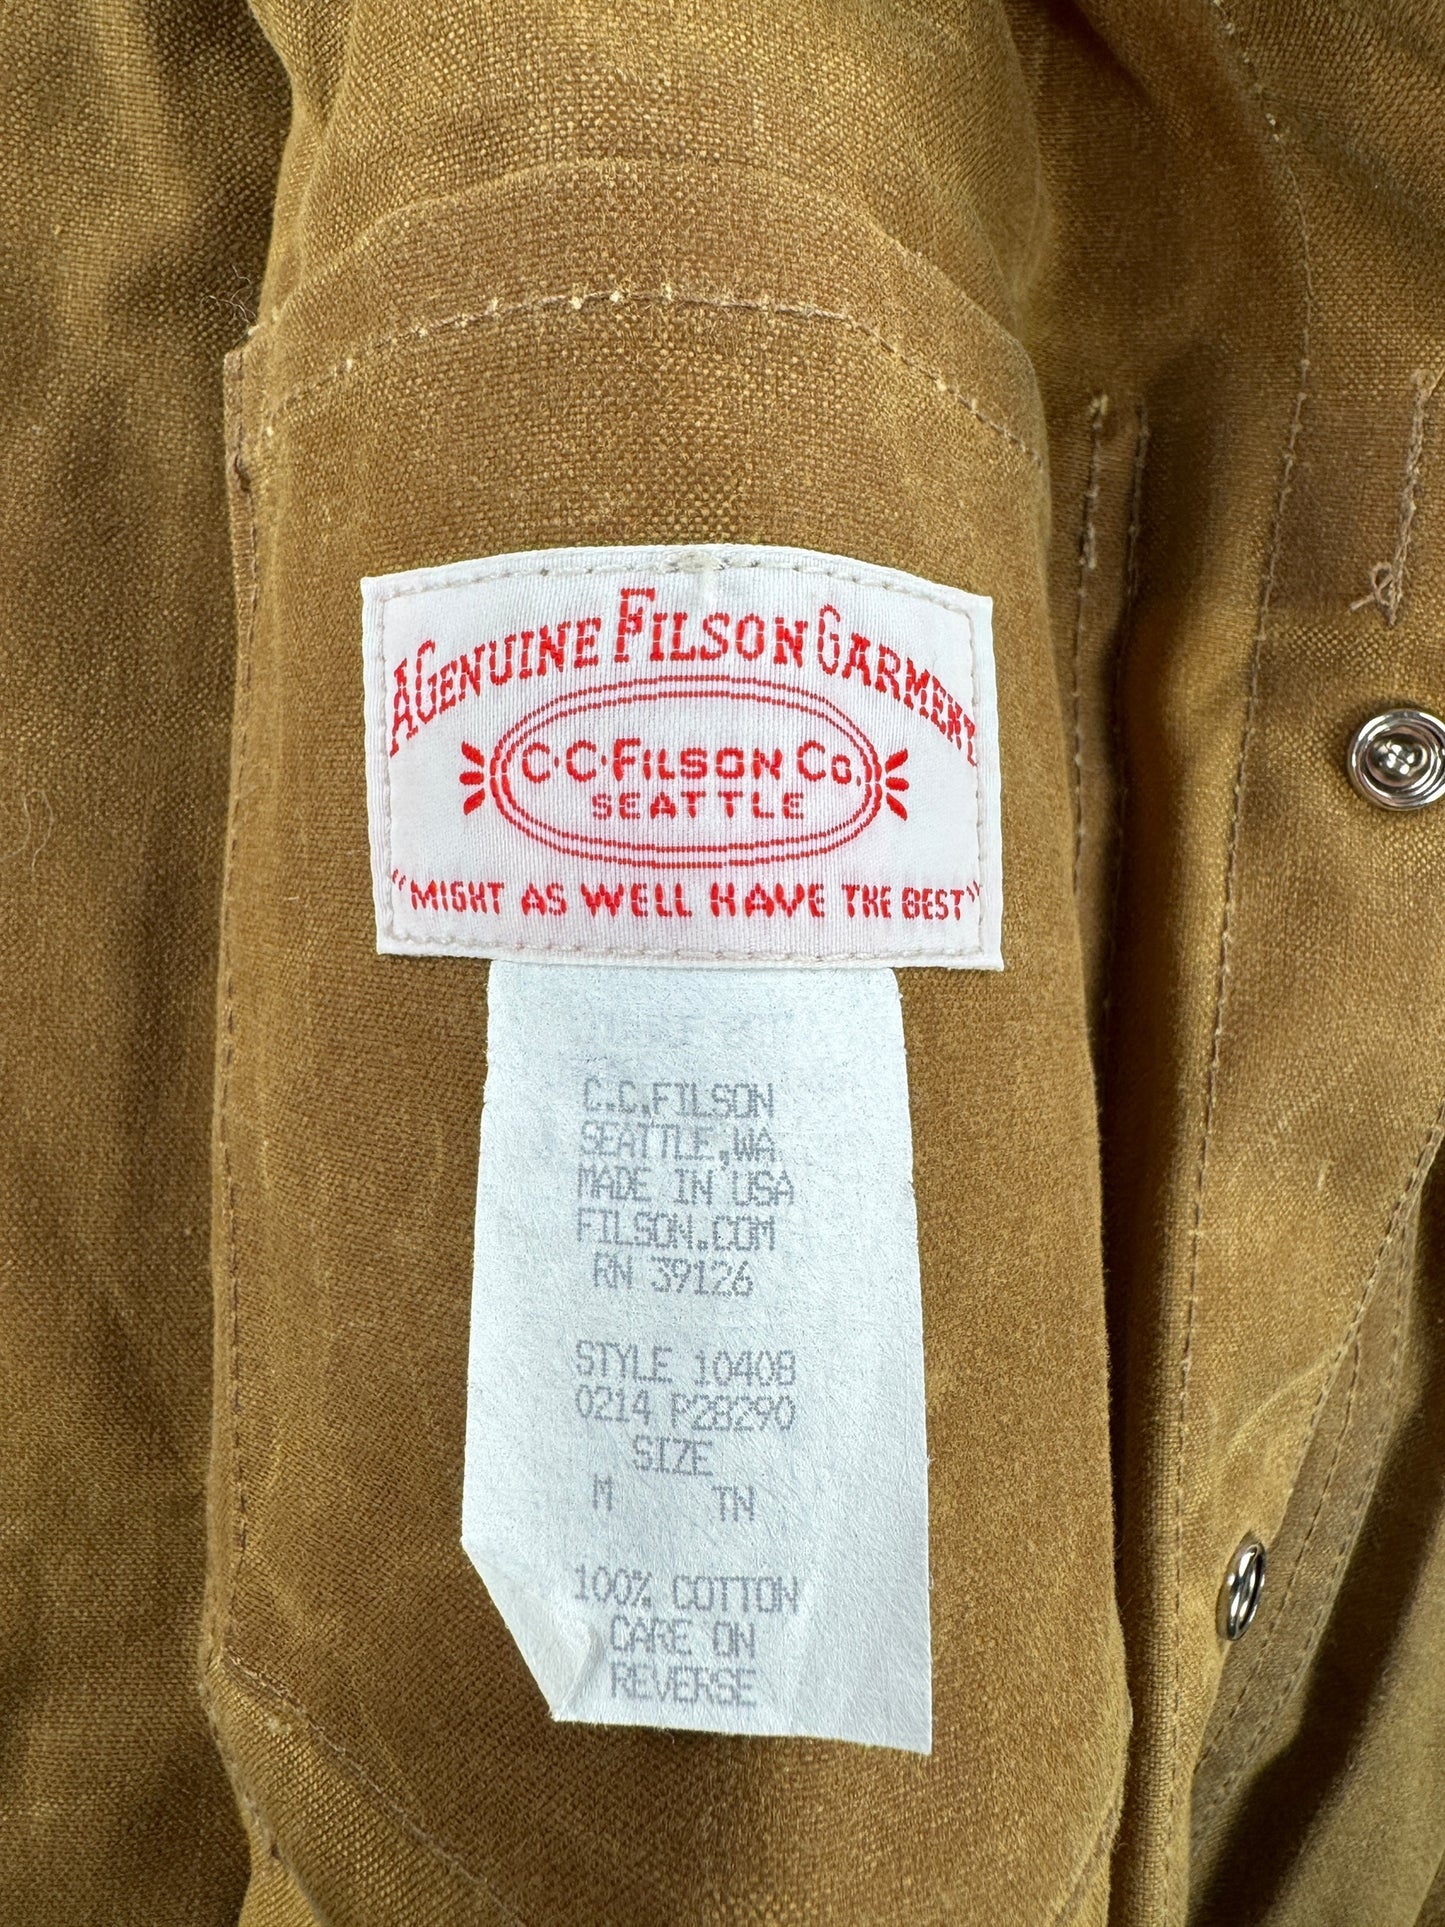 A GENUINE FILSON GARMENT
C.C. FILSON CO.
SEATTLE
"MIGHT AS WELL HAVE THE BEST"
C.C.FILSON
SEATTLE,WA
MADE IN USA
FILSON.COM
RN 39126
STYLE 10408
0214 P28290
SIZE
M TN
100% COTTON
CARE ON
REVERSE